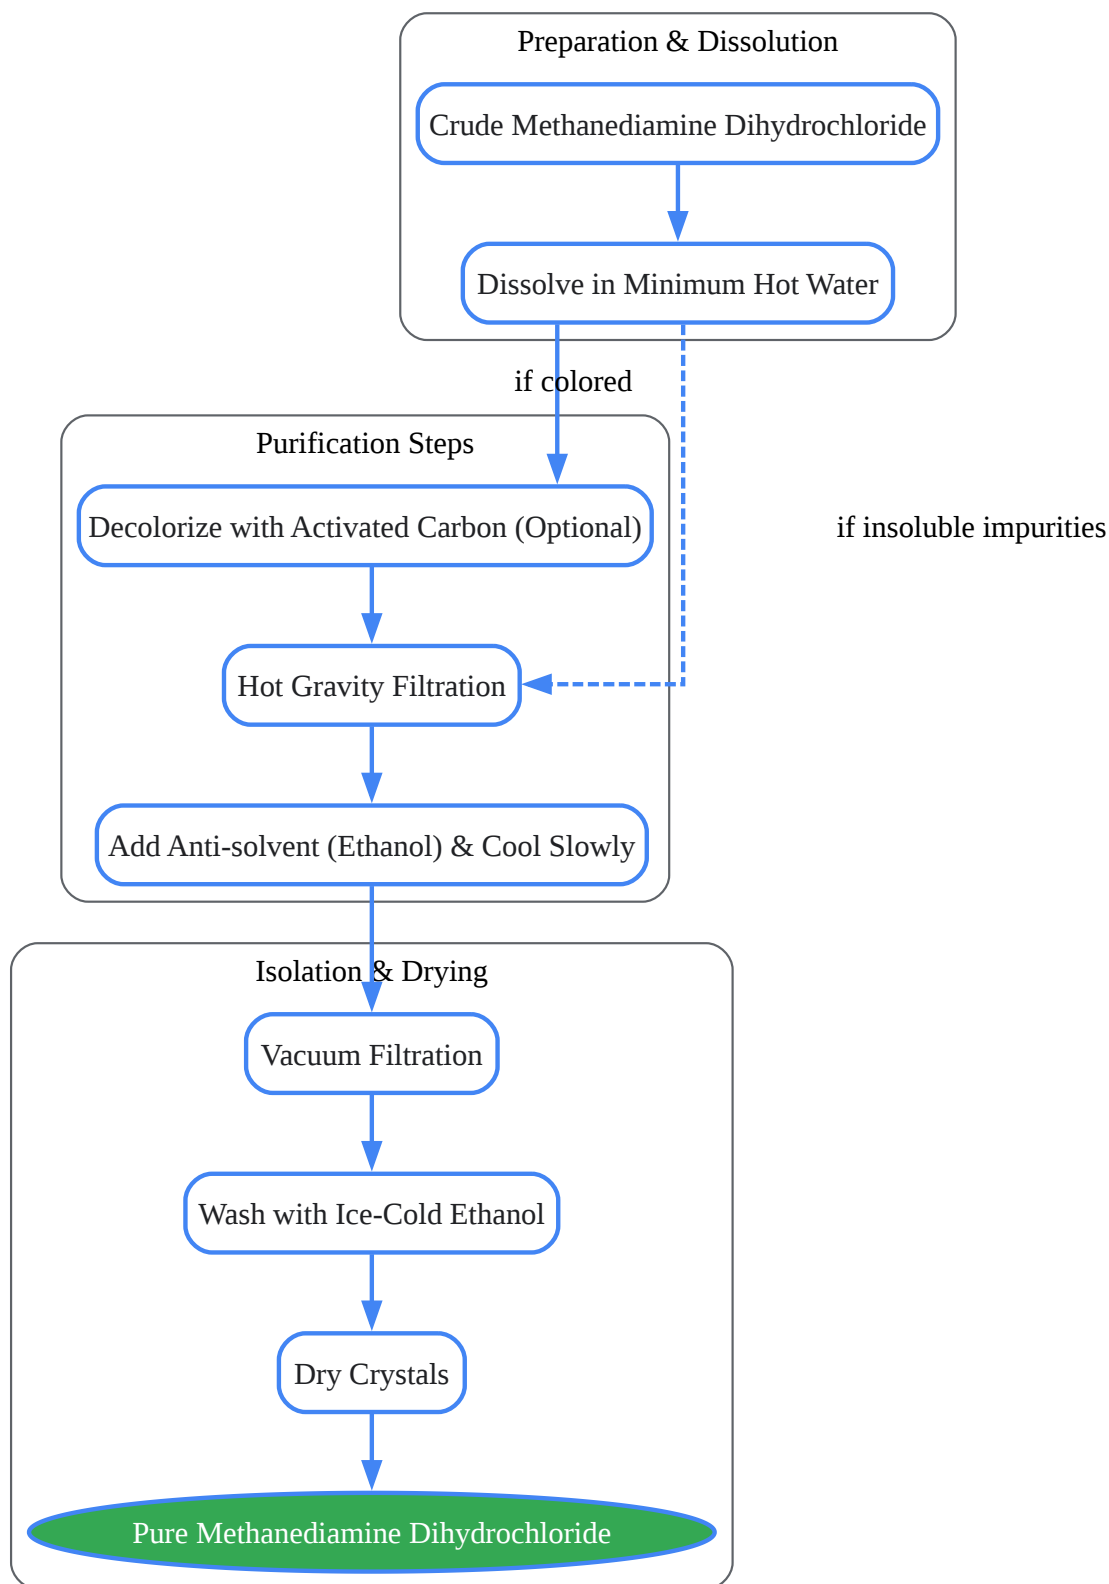 Preparation & Dissolution
Crude Methanediamine Dihydrochloride
Dissolve in Minimum Hot Water
if colored
Purification Steps
Decolorize with Activated Carbon (Optional)
if insoluble impurities
Hot Gravity Filtration
Add Anti-solvent (Ethanol) & Cool Slowly
Isolation & Drying
Vacuum Filtration
Wash with Ice-Cold Ethanol
Dry Crystals
Pure Methanediamine Dihydrochloride